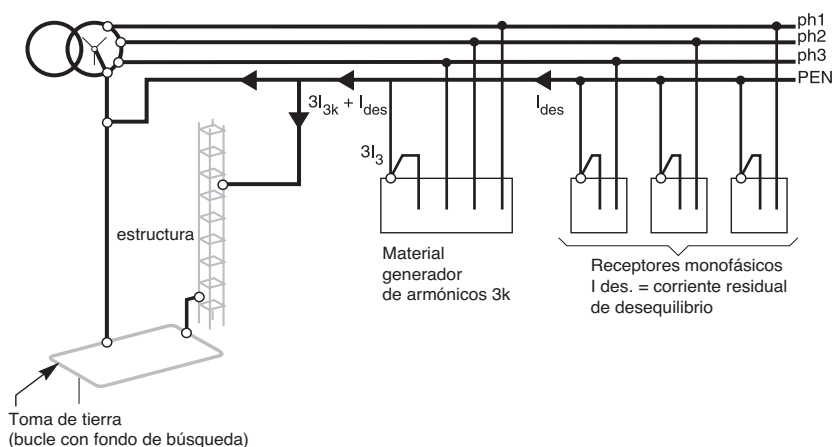 ph1
ph2
ph3
PEN
3I3k + Ides
Ides
3I3
estructura
Material
generador
de armónicos 3k
Receptores monofásicos
I des. = corriente residual
de desequilibrio
Toma de tierra
(bucle con fondo de búsqueda)